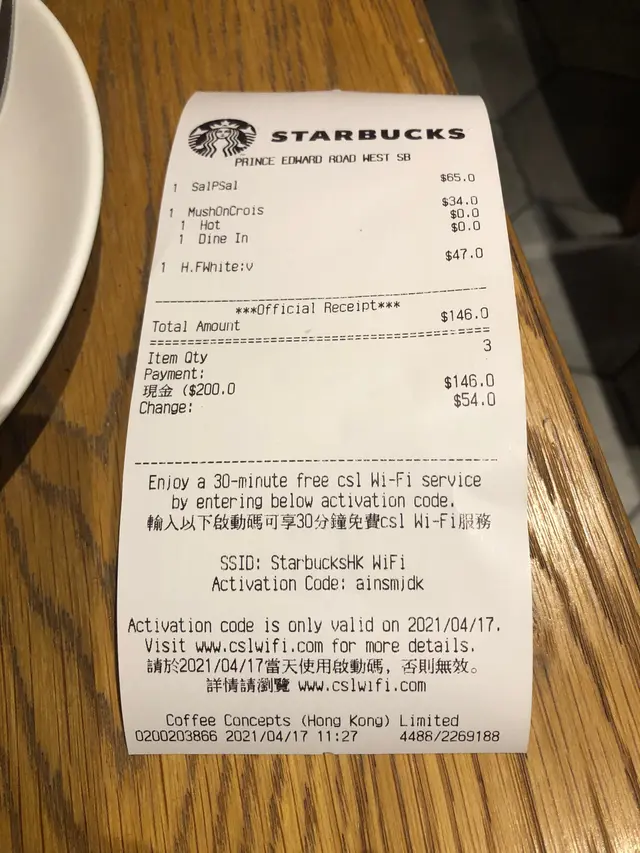 STARBUCKS
PRINCE EDWARD ROAD WEST SB
1 SalPSal $65.0
1 MushOnCrois $34.0
1 Hot $0.0
1 Dine In $0.0
1 H.FWhite:v $47.0
***Official Receipt***
Total Amount $146.0
Item Qty 3
Payment:
現金 ($200.0 $146.0
Change: $54.0
Enjoy a 30-minute free csl Wi-Fi service
by entering below activation code.
輸入以下啟動碼可享30分鐘免費csl Wi-Fi服務
SSID: StarbucksHK WiFi
Activation Code: ainsmjdk
Activation code is only valid on 2021/04/17.
Visit www.cslwifi.com for more details.
請於2021/04/17當天使用啟動碼, 否則無效。
詳情請瀏覽 www.cslwifi.com
Coffee Concepts (Hong Kong) Limited
0200203866 2021/04/17 11:27 4486/2269188